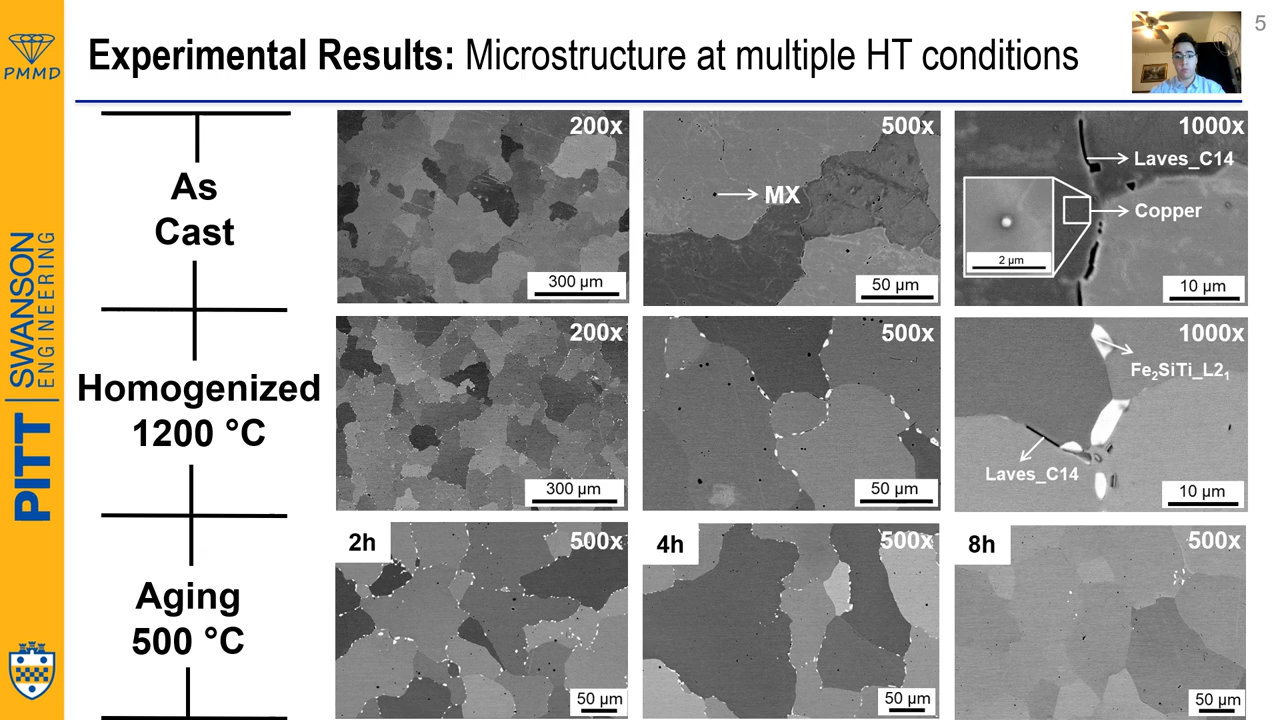 5
PMMD
Experimental Results: Microstructure at multiple HT conditions
As
Cast
200x
300 µm
500x
MX
50 µm
1000x
Laves_C14
Copper
2 µm
10 µm
Homogenized
1200 °C
200x
300 µm
500x
50 µm
1000x
Fe₂SiTi_L2₁
Laves_C14
10 µm
Aging
500 °C
2h
500x
50 µm
4h
500x
50 µm
8h
500x
50 µm
PITT | SWANSON
ENGINEERING